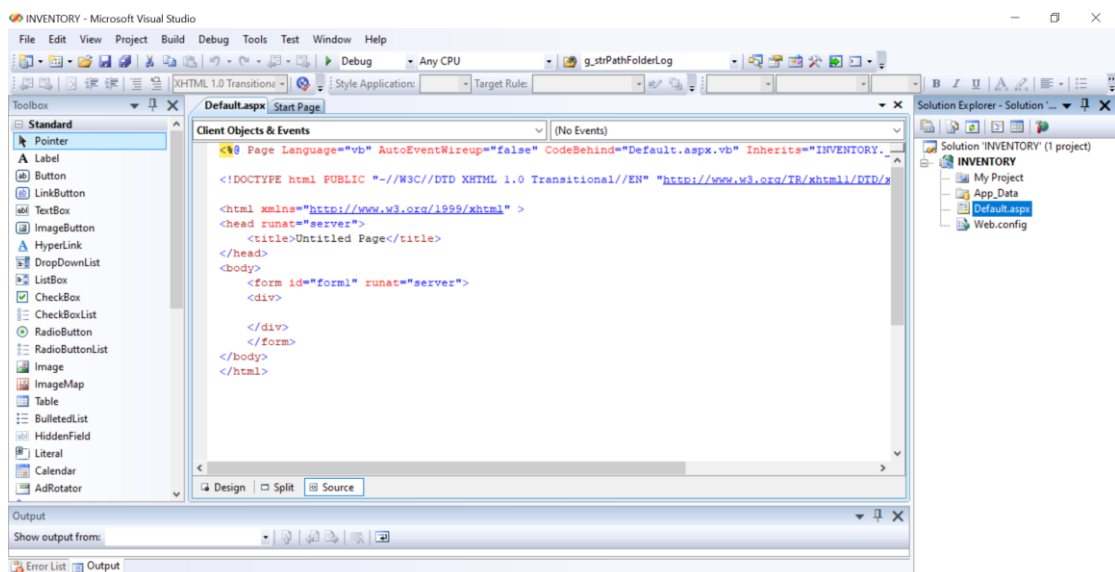 INVENTORY - Microsoft Visual Studio
File Edit View Project Build Debug Tools Test Window Help
Debug Any CPU g_strPathFolderLog
XHTML 1.0 Transitiona Style Application: Target Rule: B I U A
Toolbox
Standard
Pointer
A Label
ab Button
ab LinkButton
abl TextBox
ImageButton
A HyperLink
DropDownList
ListBox
CheckBox
CheckBoxList
RadioButton
RadioButtonList
Image
ImageMap
Table
BulletedList
abl HiddenField
Literal
Calendar
AdRotator
Default.aspx Start Page
Client Objects & Events (No Events)
<%@ Page Language="vb" AutoEventWireup="false" CodeBehind="Default.aspx.vb" Inherits="INVENTORY._
<!DOCTYPE html PUBLIC "-//W3C//DTD XHTML 1.0 Transitional//EN" "http://www.w3.org/TR/xhtml1/DTD/x
<html xmlns="http://www.w3.org/1999/xhtml" >
<head runat="server">
<title>Untitled Page</title>
</head>
<body>
<form id="form1" runat="server">
<div>
</div>
</form>
</body>
</html>
Design Split Source
Solution Explorer - Solution '...
Solution 'INVENTORY' (1 project)
INVENTORY
My Project
App_Data
Default.aspx
Web.config
Output
Show output from:
Error List Output